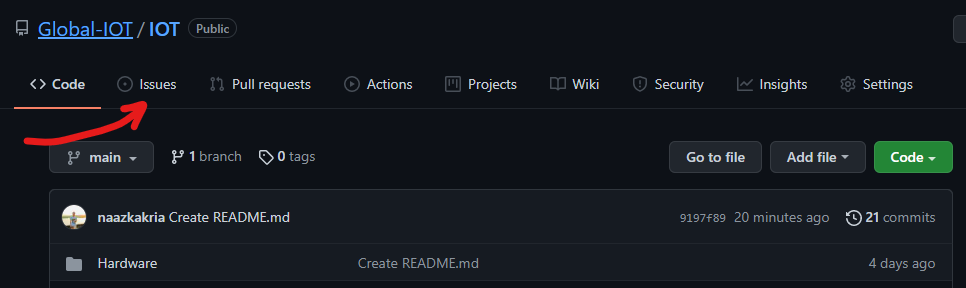 Global-IOT / IOT Public
Code Issues Pull requests Actions Projects Wiki Security Insights Settings
main 1 branch 0 tags Go to file Add file Code
naazkakria Create README.md 9197f89 20 minutes ago 21 commits
Hardware Create README.md 4 days ago